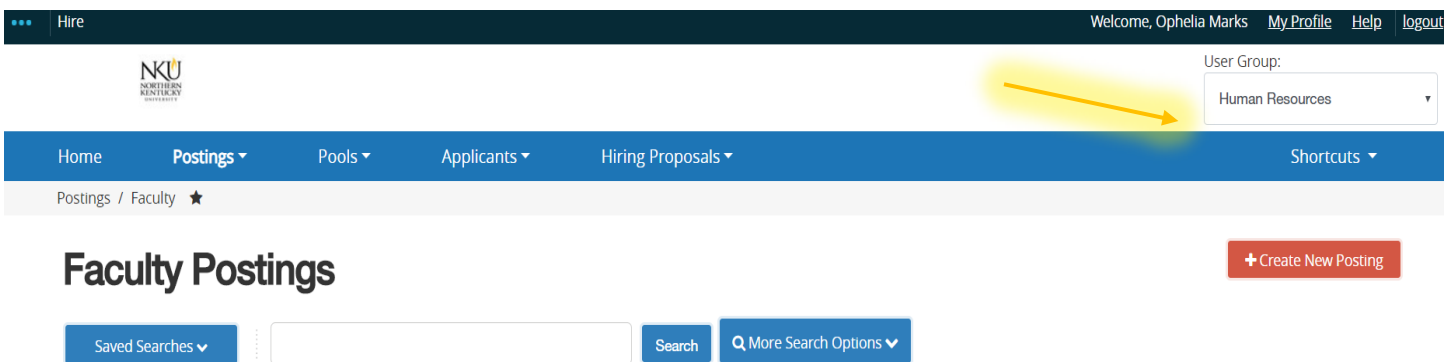 Hire Welcome, Ophelia Marks My Profile Help logout
User Group:
NKU
NORTHERN
KENTUCKY
UNIVERSITY
Human Resources
Home Postings Pools Applicants Hiring Proposals Shortcuts
Postings / Faculty
Faculty Postings
+ Create New Posting
Saved Searches Search More Search Options